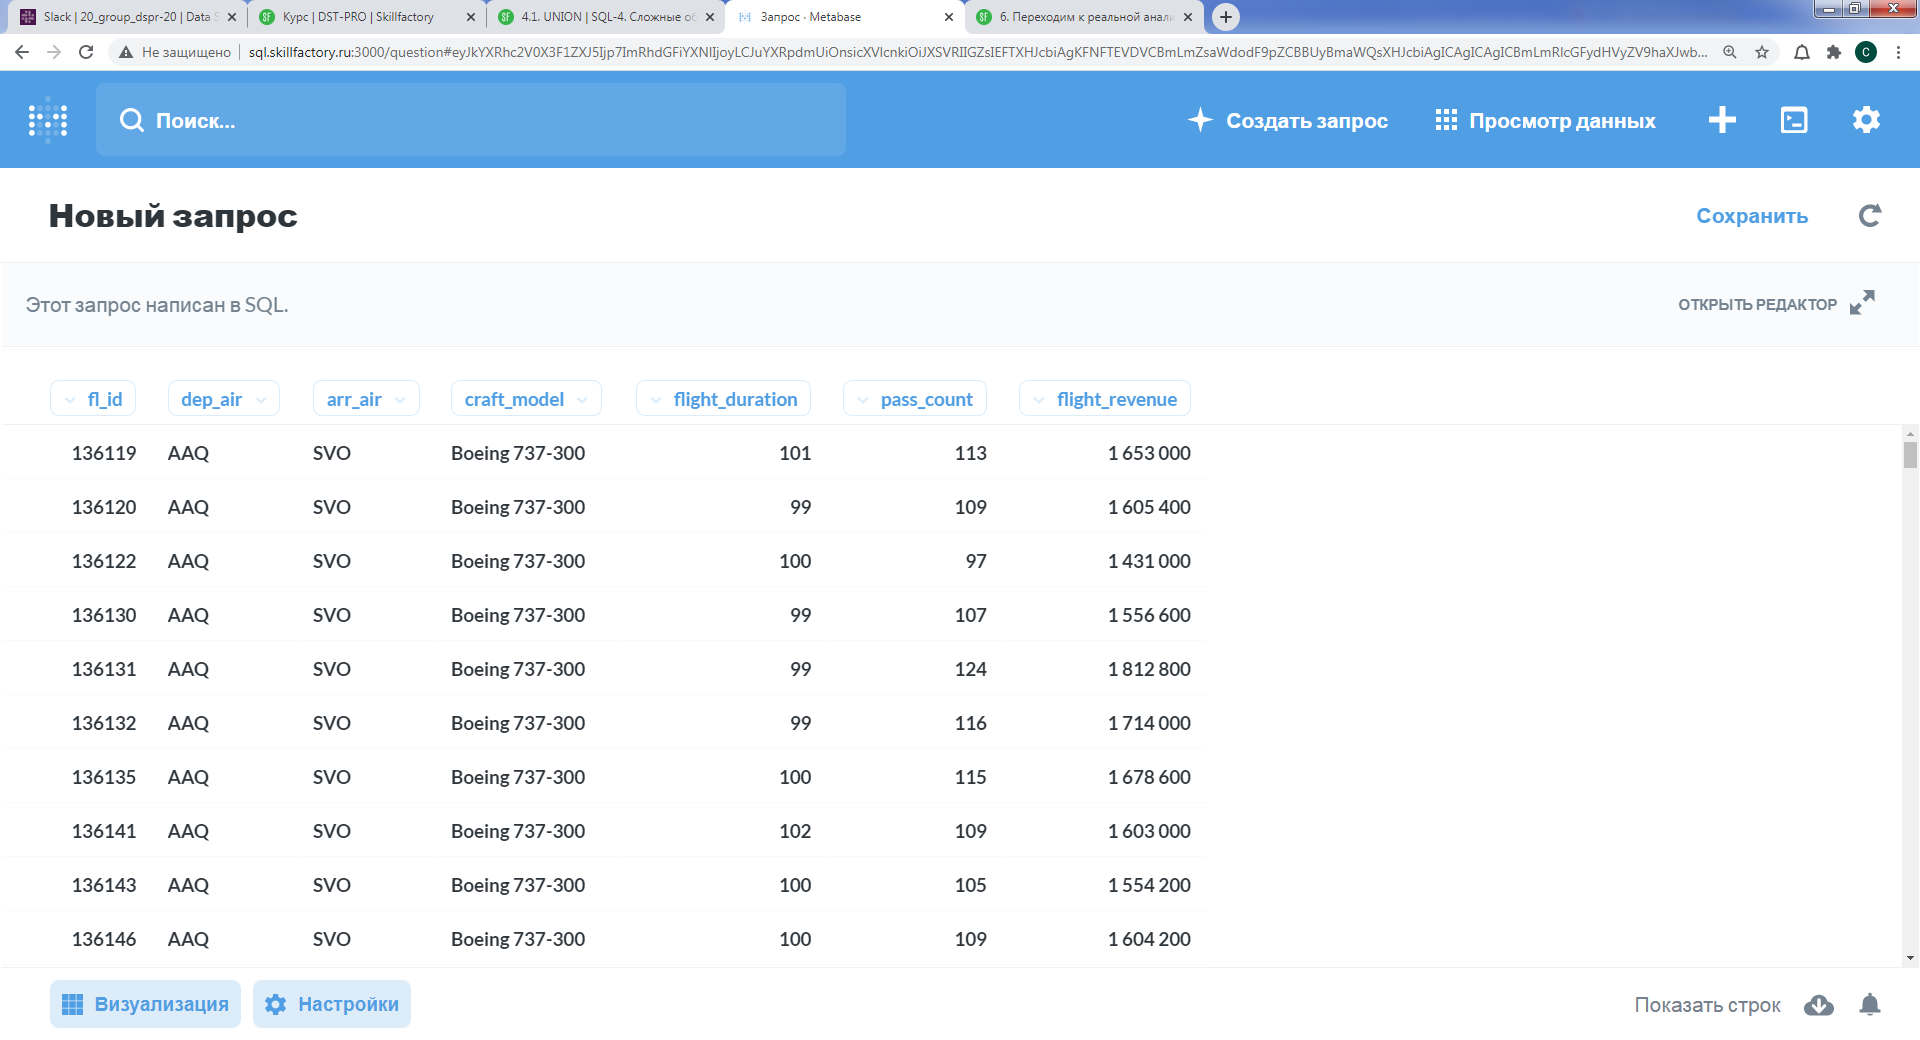 Slack | 20_group_dspr-20 | Data S
Курс | DST-PRO | Skillfactory
4.1. UNION | SQL-4. Сложные об
Запрос · Metabase
6. Переходим к реальной анали
Не защищено
sql.skillfactory.ru:3000/question#
Поиск...
Создать запрос
Просмотр данных
Новый запрос
Сохранить
Этот запрос написан в SQL.
ОТКРЫТЬ РЕДАКТОР
fl_id dep_air arr_air craft_model flight_duration pass_count flight_revenue
136119 AAQ SVO Boeing 737-300 101 113 1 653 000
136120 AAQ SVO Boeing 737-300 99 109 1 605 400
136122 AAQ SVO Boeing 737-300 100 97 1 431 000
136130 AAQ SVO Boeing 737-300 99 107 1 556 600
136131 AAQ SVO Boeing 737-300 99 124 1 812 800
136132 AAQ SVO Boeing 737-300 99 116 1 714 000
136135 AAQ SVO Boeing 737-300 100 115 1 678 600
136141 AAQ SVO Boeing 737-300 102 109 1 603 000
136143 AAQ SVO Boeing 737-300 100 105 1 554 200
136146 AAQ SVO Boeing 737-300 100 109 1 604 200
Визуализация
Настройки
Показать строк